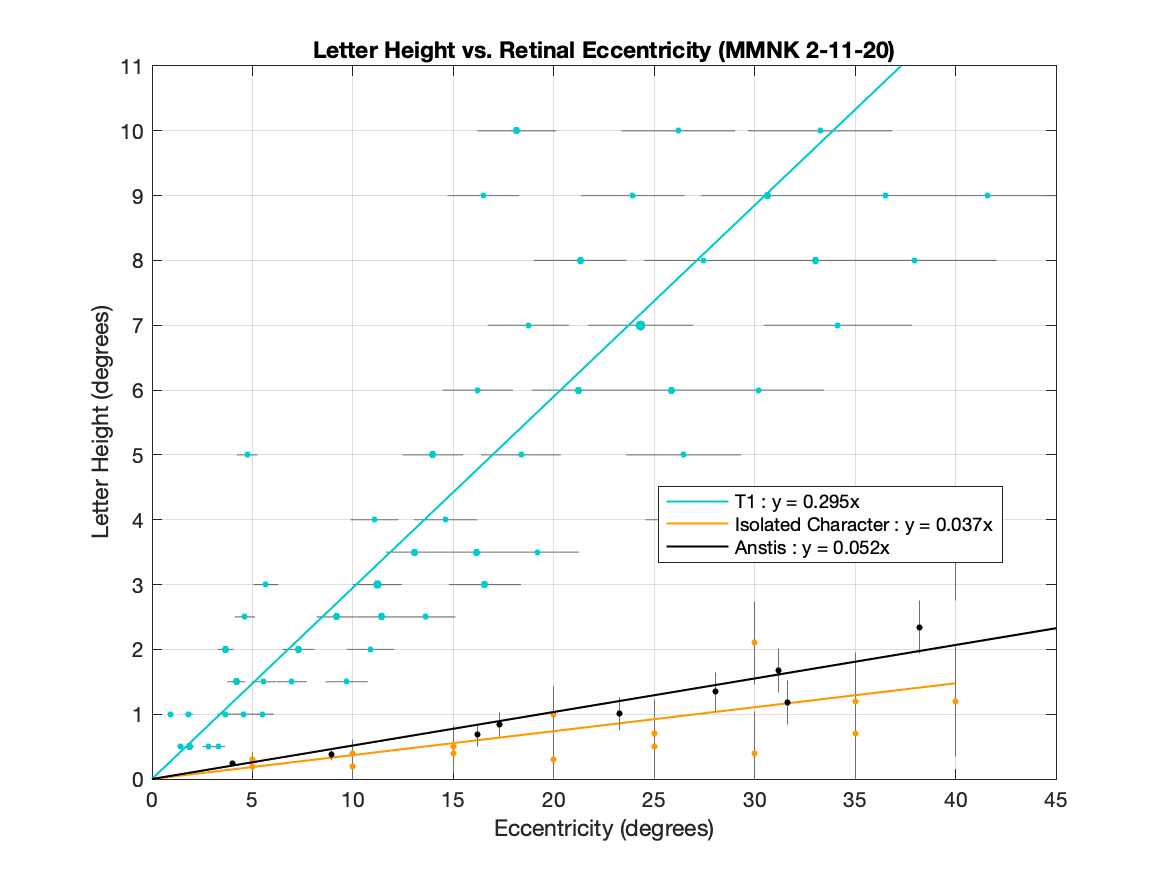 Letter Height vs. Retinal Eccentricity (MMNK 2-11-20)
11
10
9
8
7
6
5
4
3
2
1
0
Letter Height (degrees)
T1 : y = 0.295x
Isolated Character : y = 0.037x
Anstis : y = 0.052x
0 5 10 15 20 25 30 35 40 45
Eccentricity (degrees)